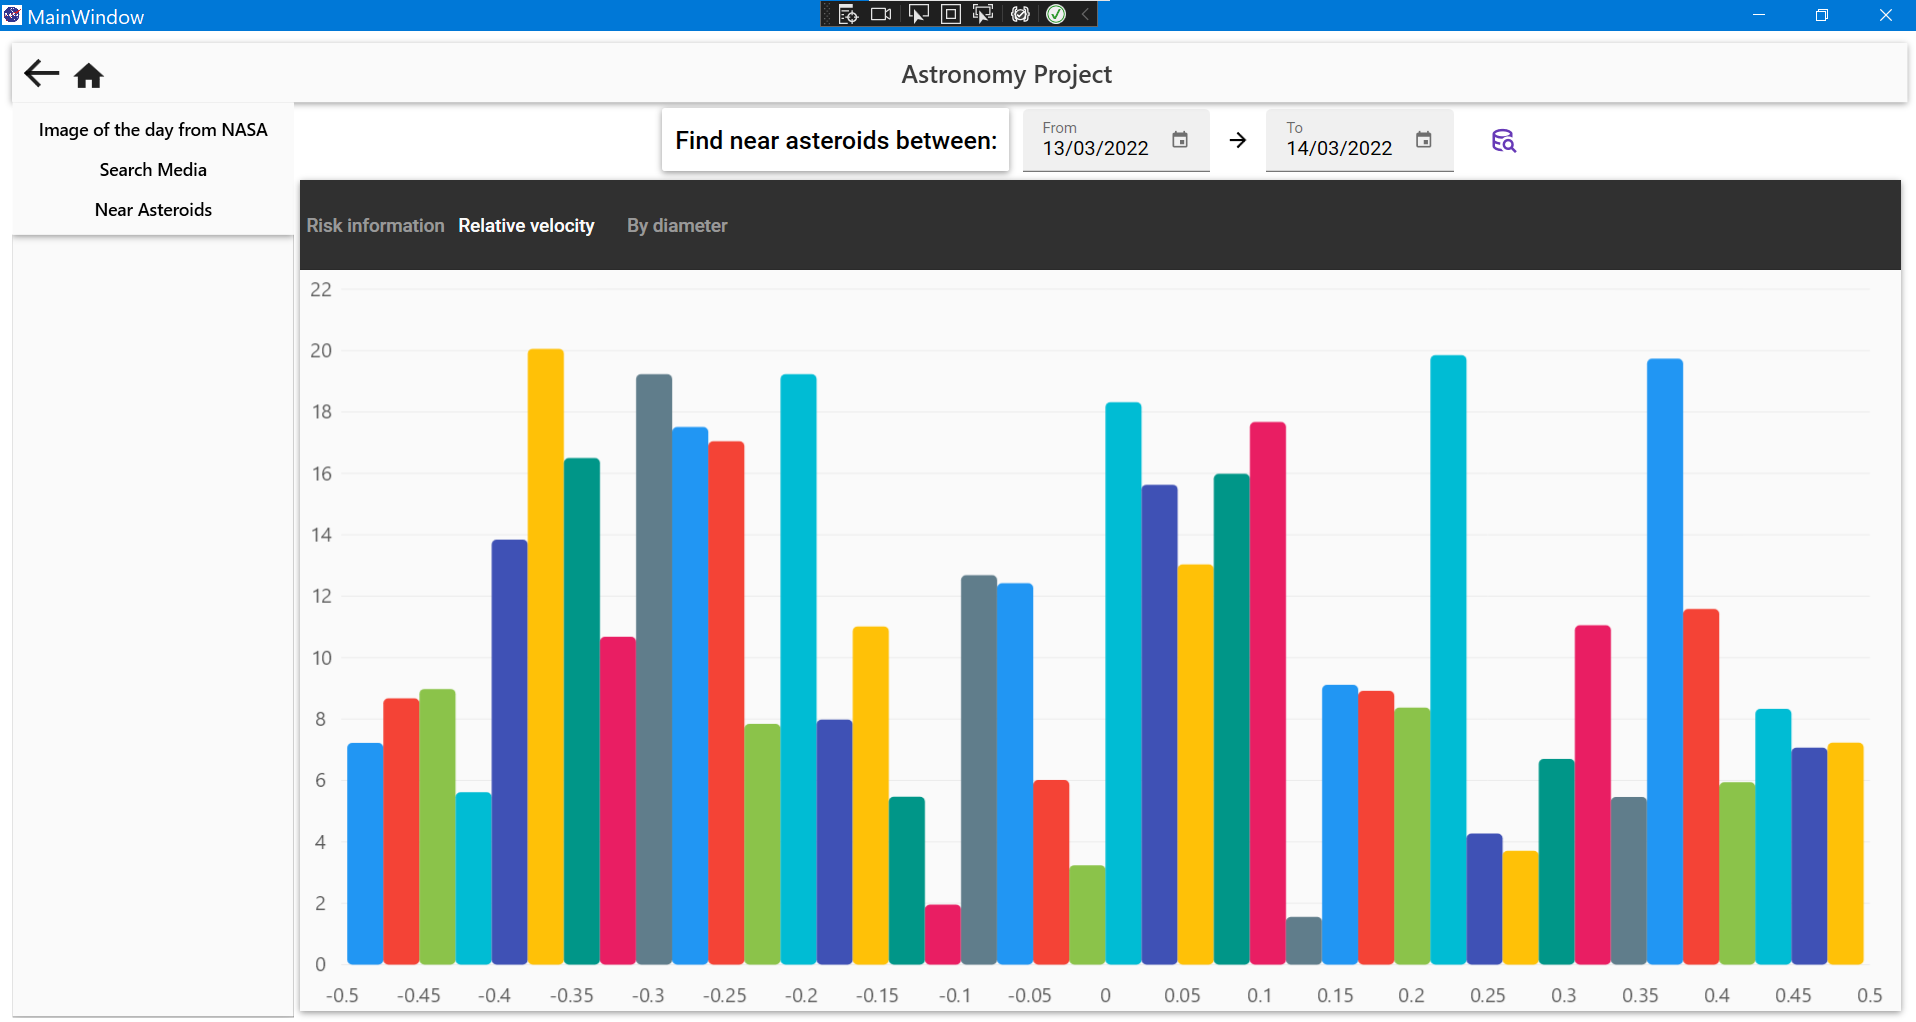 MainWindow
Astronomy Project
Image of the day from NASA
Search Media
Near Asteroids
Find near asteroids between:
From
13/03/2022
To
14/03/2022
Risk information Relative velocity By diameter
22
20
18
16
14
12
10
8
6
4
2
0
-0.5 -0.45 -0.4 -0.35 -0.3 -0.25 -0.2 -0.15 -0.1 -0.05 0 0.05 0.1 0.15 0.2 0.25 0.3 0.35 0.4 0.45 0.5